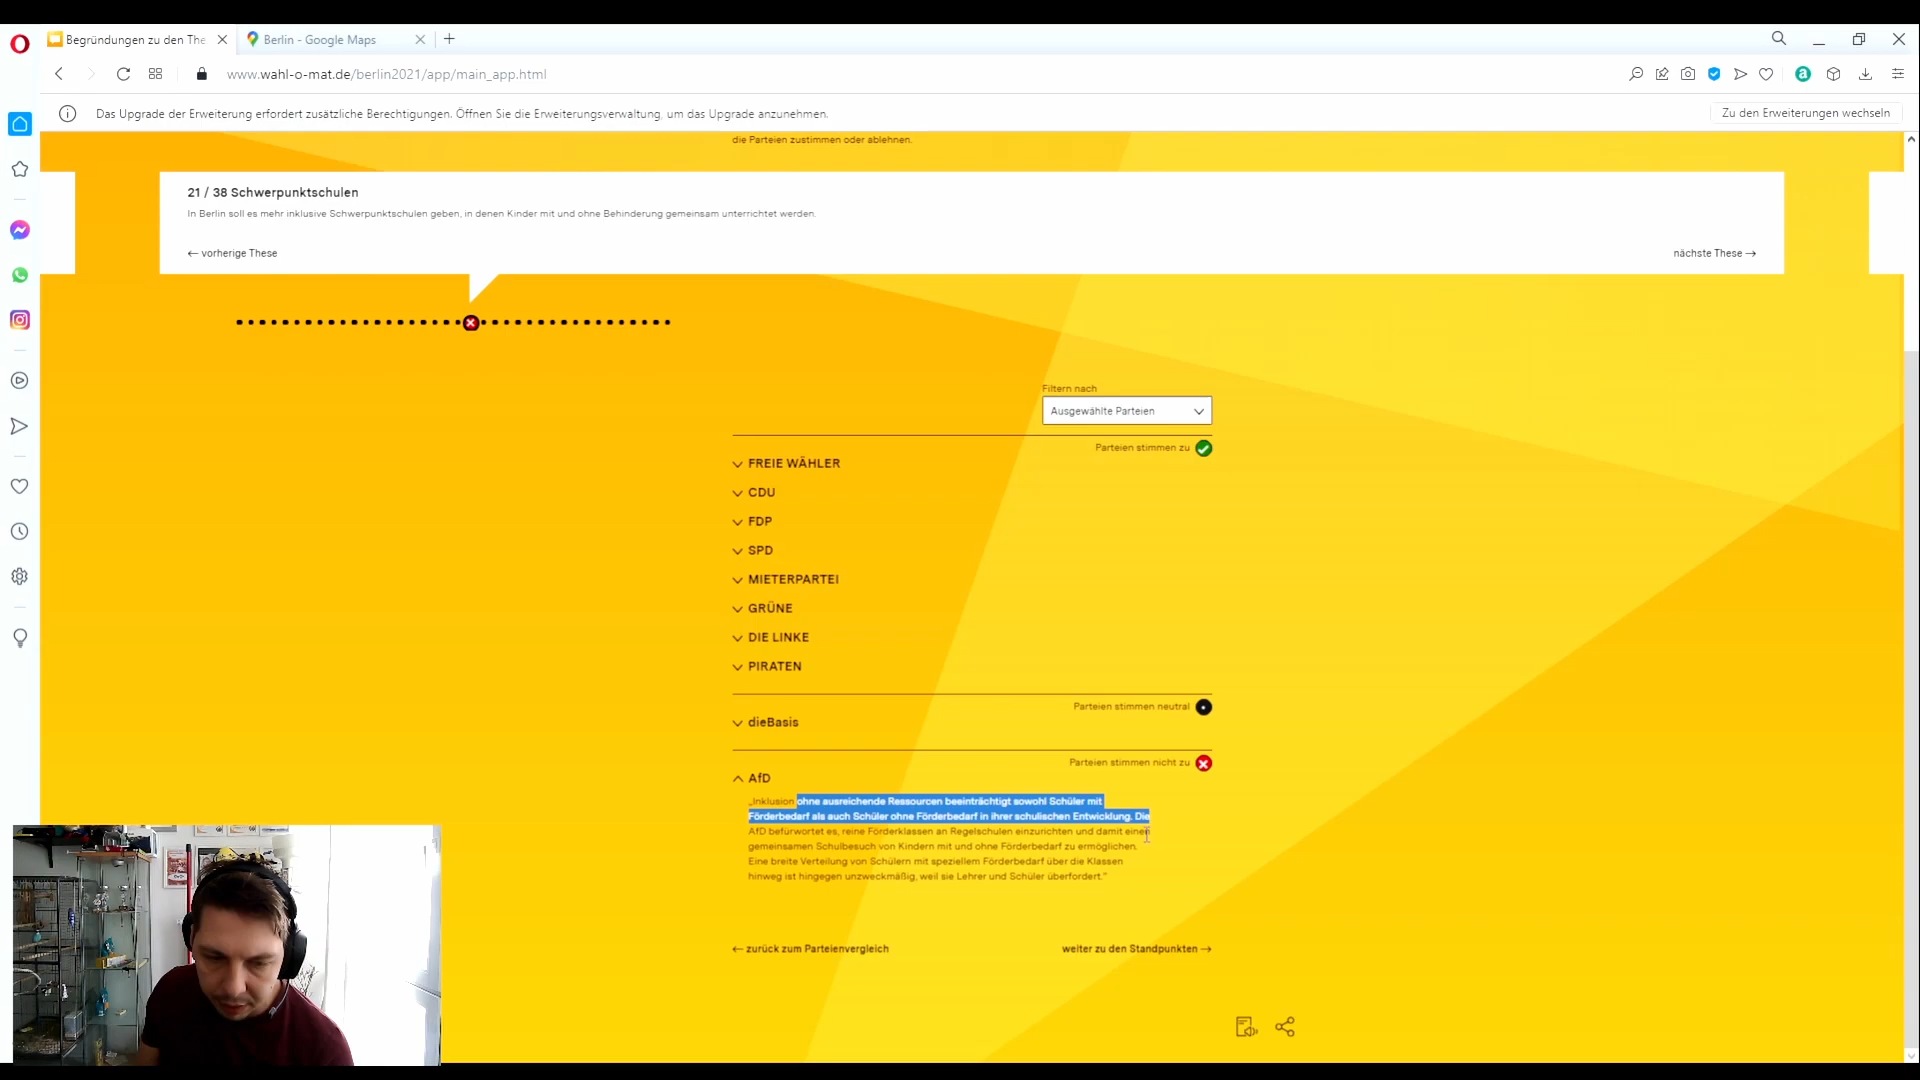 Begründungen zu den The
Berlin - Google Maps
www.wahl-o-mat.de/berlin2021/app/main_app.html
Das Upgrade der Erweiterung erfordert zusätzliche Berechtigungen. Öffnen Sie die Erweiterungsverwaltung, um das Upgrade anzunehmen.
Zu den Erweiterungen wechseln
die Parteien zustimmen oder ablehnen.
21 / 38 Schwerpunktschulen
In Berlin soll es mehr inklusive Schwerpunktschulen geben, in denen Kinder mit und ohne Behinderung gemeinsam unterrichtet werden.
← vorherige These
nächste These →
Filtern nach
Ausgewählte Parteien
Parteien stimmen zu
FREIE WÄHLER
CDU
FDP
SPD
MIETERPARTEI
GRÜNE
DIE LINKE
PIRATEN
Parteien stimmen neutral
dieBasis
Parteien stimmen nicht zu
AfD
„Inklusion ohne ausreichende Ressourcen beeinträchtigt sowohl Schüler mit
Förderbedarf als auch Schüler ohne Förderbedarf in ihrer schulischen Entwicklung. Die
AfD befürwortet es, reine Förderklassen an Regelschulen einzurichten und damit einen
gemeinsamen Schulbesuch von Kindern mit und ohne Förderbedarf zu ermöglichen.
Eine breite Verteilung von Schülern mit speziellem Förderbedarf über die Klassen
hinweg ist hingegen unzweckmäßig, weil sie Lehrer und Schüler überfordert."
← zurück zum Parteienvergleich
weiter zu den Standpunkten →